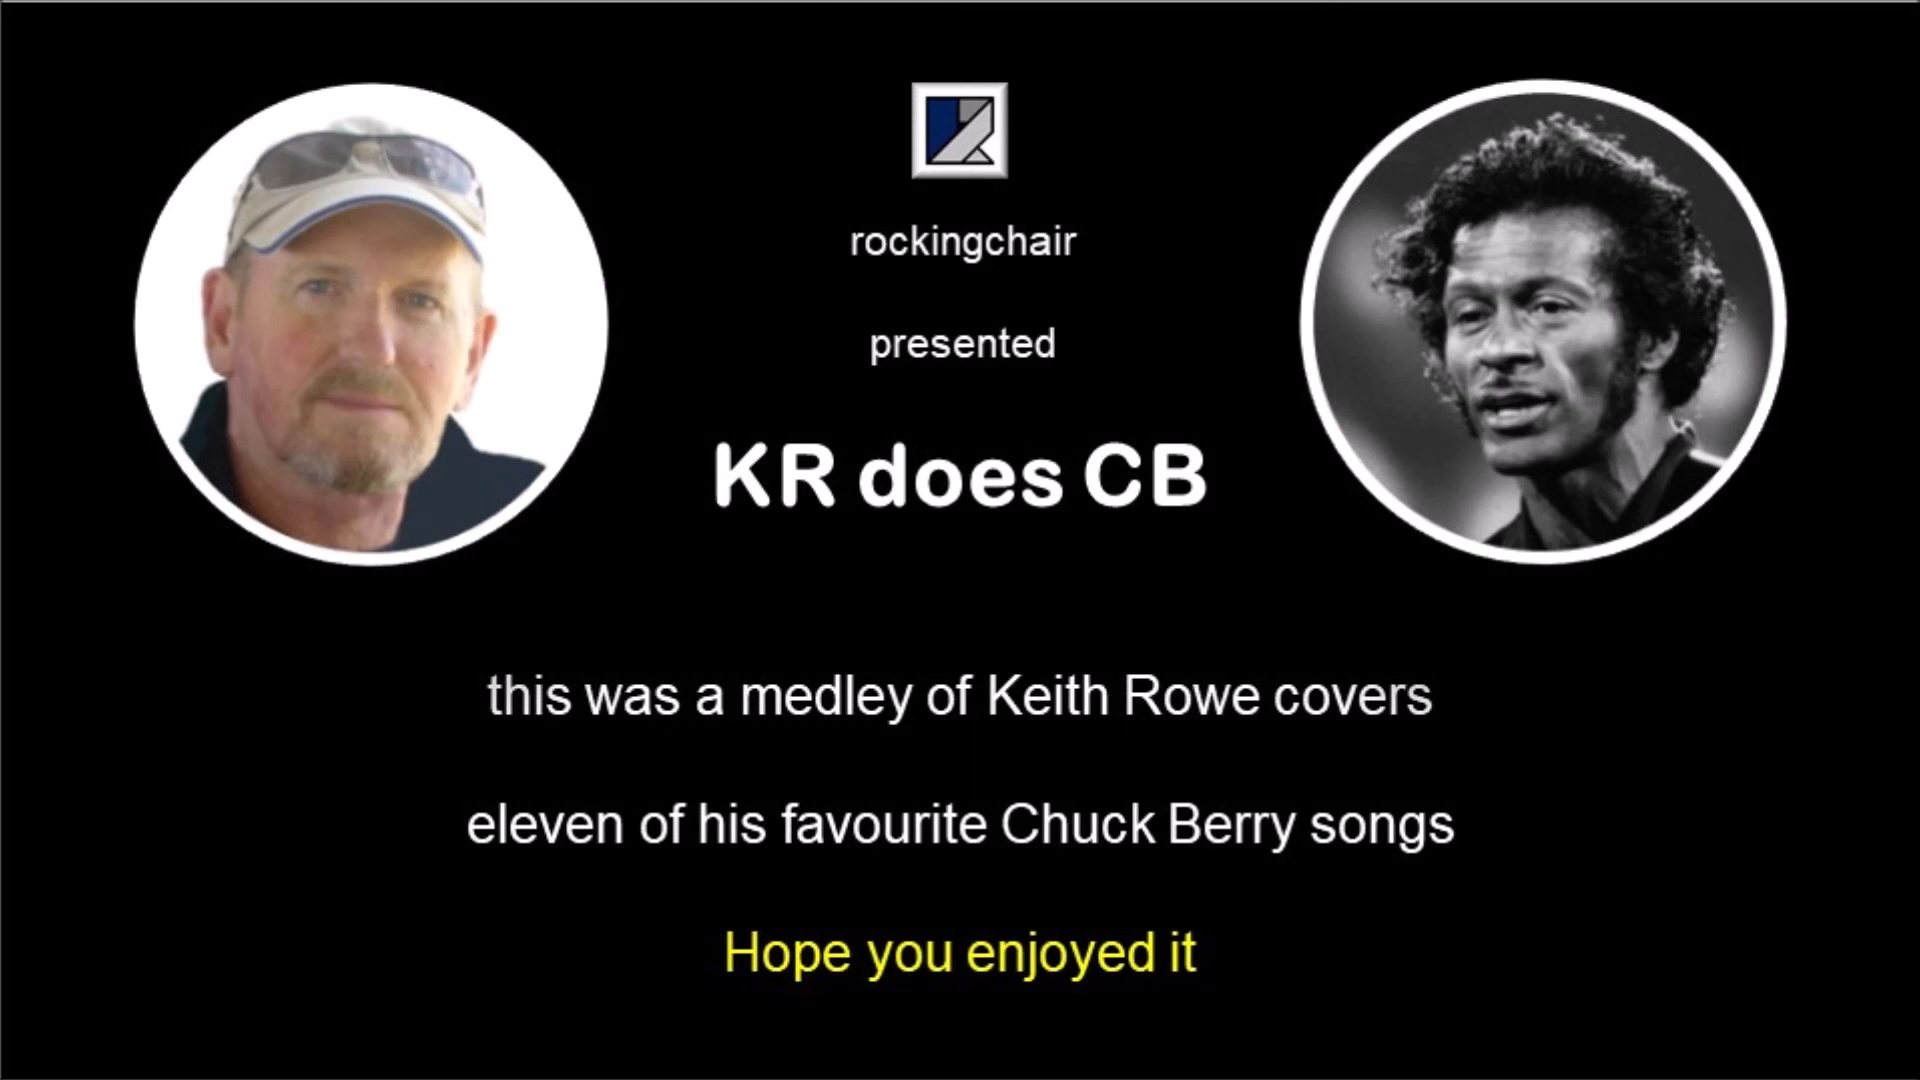 rockingchair
presented
KR does CB
this was a medley of Keith Rowe covers
eleven of his favourite Chuck Berry songs
Hope you enjoyed it